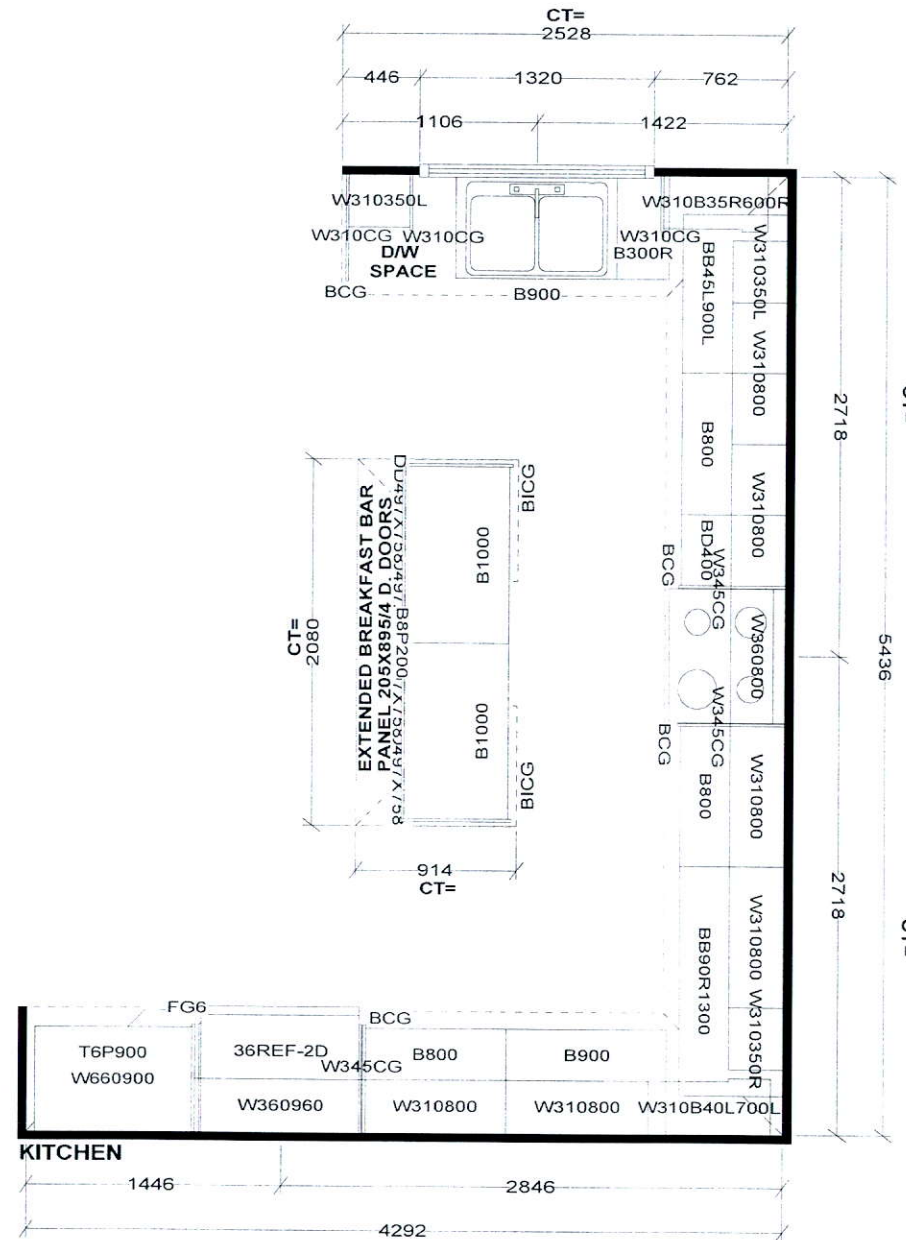 CT=
2528
446
1320
762
1106
1422
W310350L
W310CG
W310CG
D/W
SPACE
BCG
B900
W310CG
B300R
W310B35R600R
BB45L900L
W310350L
W310800
B800
W310800
BD400
W345CG
BCG
W360800
W345CG
BCG
B800
W310800
BB90R1300
W310800
W310350R
2718
5436
2718
BICG
B1000
B1000
BICG
EXTENDED BREAKFAST BAR
PANEL 205X895/4 D. DOORS
B8P200
CT=
2080
914
CT=
FG6
BCG
T6P900
W660900
36REF-2D
W345CG
W360960
B800
B900
W310800
W310800
W310B40L700L
KITCHEN
1446
2846
4292